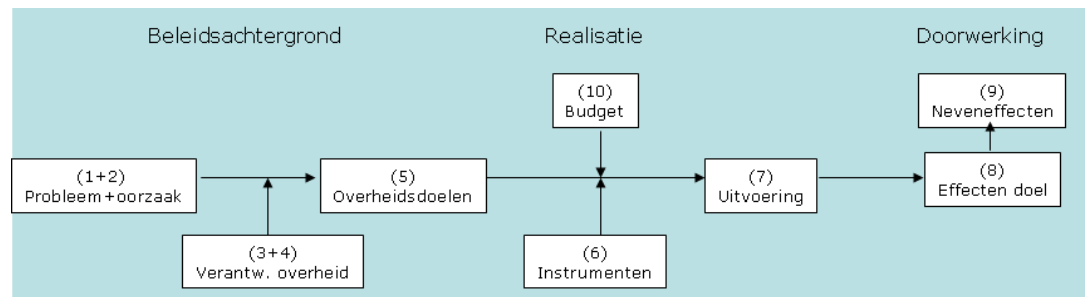 Beleidsachtergrond
Realisatie
Doorwerking
(10)
Budget
(9)
Neveneffecten
(1+2)
Probleem+oorzaak
(5)
Overheidsdoelen
(7)
Uitvoering
(8)
Effecten doel
(3+4)
Verantw. overheid
(6)
Instrumenten